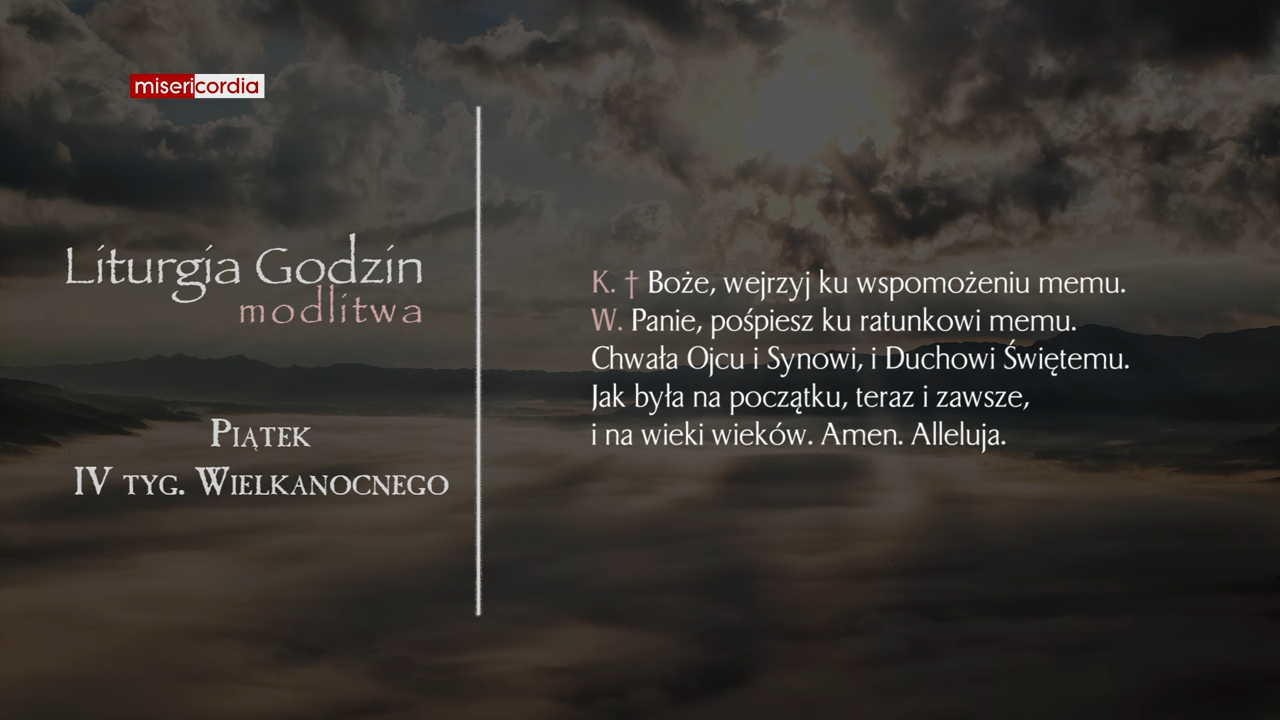 misericordia
Liturgia Godzin
modlitwa
Piątek
IV tyg. Wielkanocnego
K. † Boże, wejrzyj ku wspomożeniu memu.
W. Panie, pośpiesz ku ratunkowi memu.
Chwała Ojcu i Synowi, i Duchowi Świętemu.
Jak była na początku, teraz i zawsze,
i na wieki wieków. Amen. Alleluja.